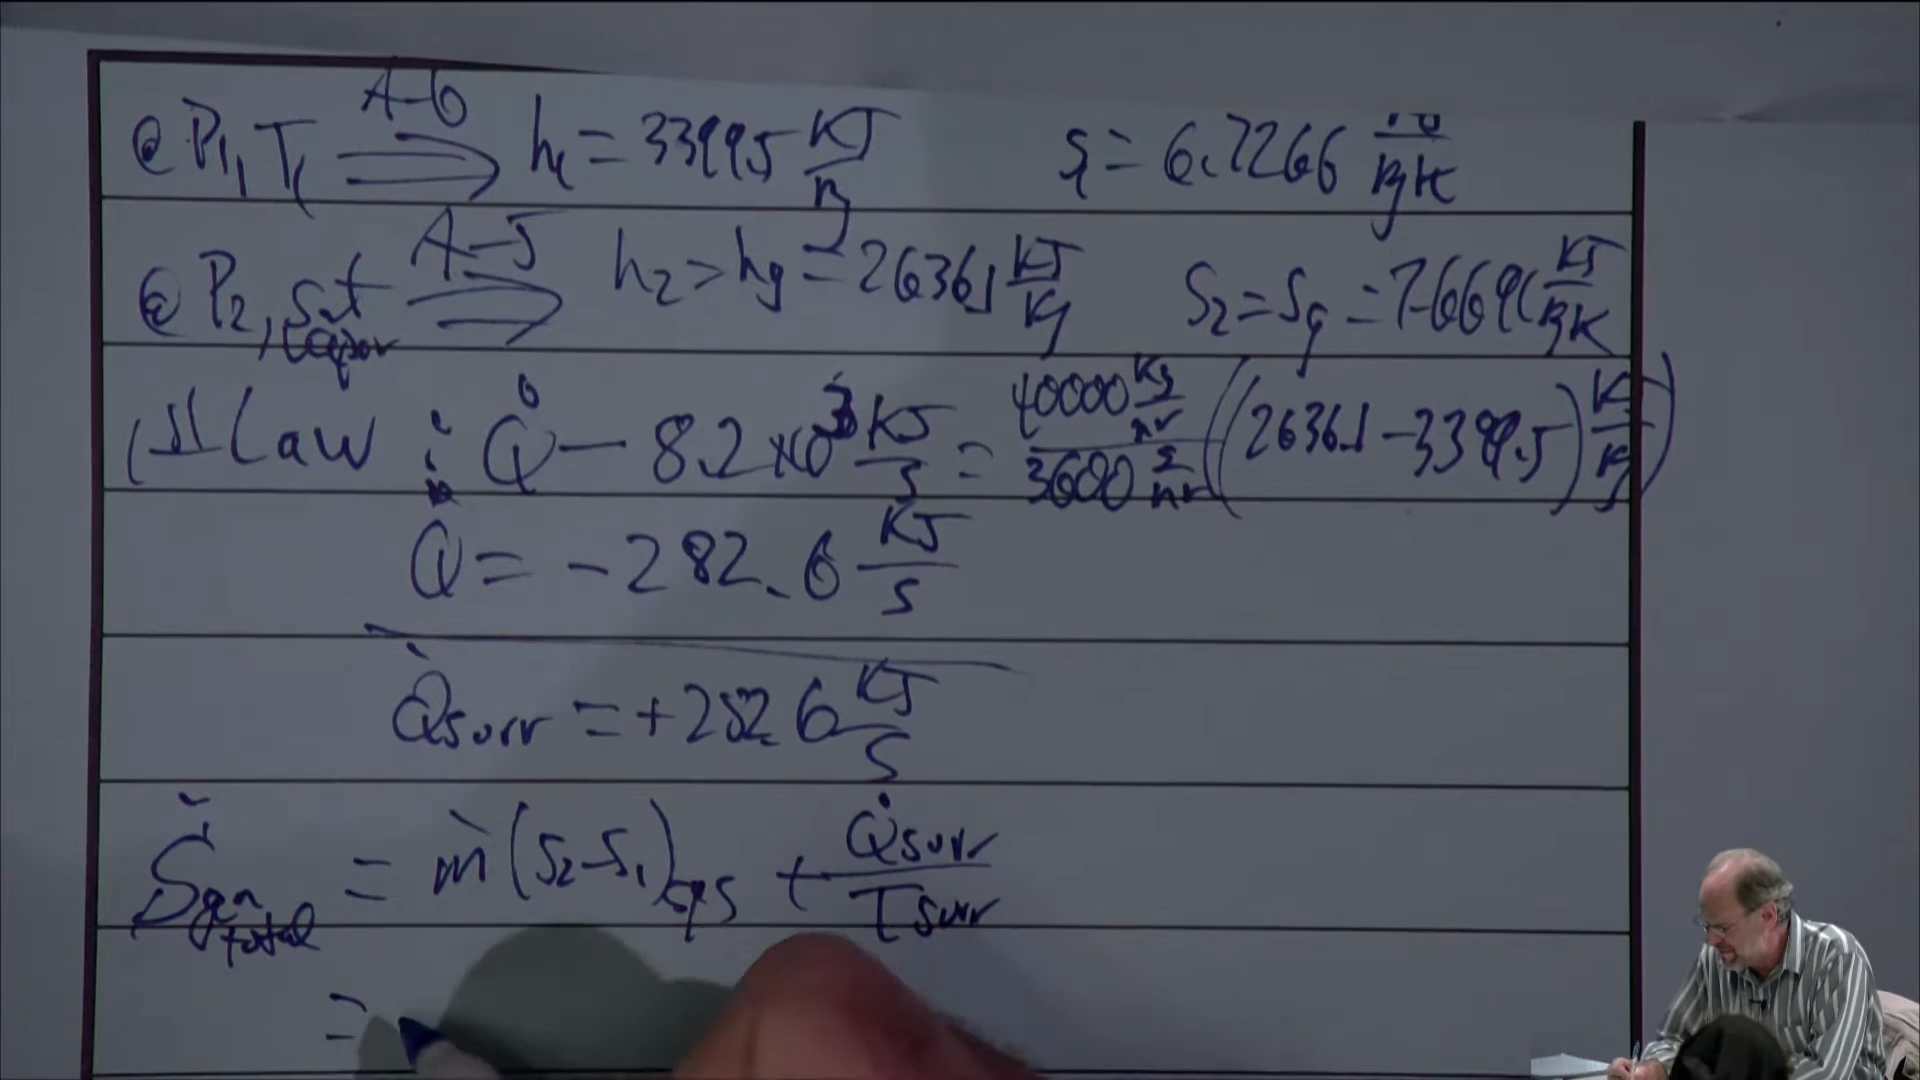 @ P1, T1 A-6 ⟹ h1 = 3399.5 KJ/Kg s1 = 6.7266 KJ/KgK
@ P2, sat vapor A-5 ⟹ h2 = hg = 2636.1 KJ/Kg S2 = Sg = 7.6691 KJ/KgK
1st Law : Q̇ - 8.2 x10^3 KJ/s = 40000 Kg/hr / 3600 s/hr ((2636.1 - 3399.5) KJ/Kg)
Q̇ = -282.6 KJ/s
Q̇surr = +282.6 KJ/s
Ṡgen total = ṁ(S2-S1)sys + Q̇surr/Tsurr
=